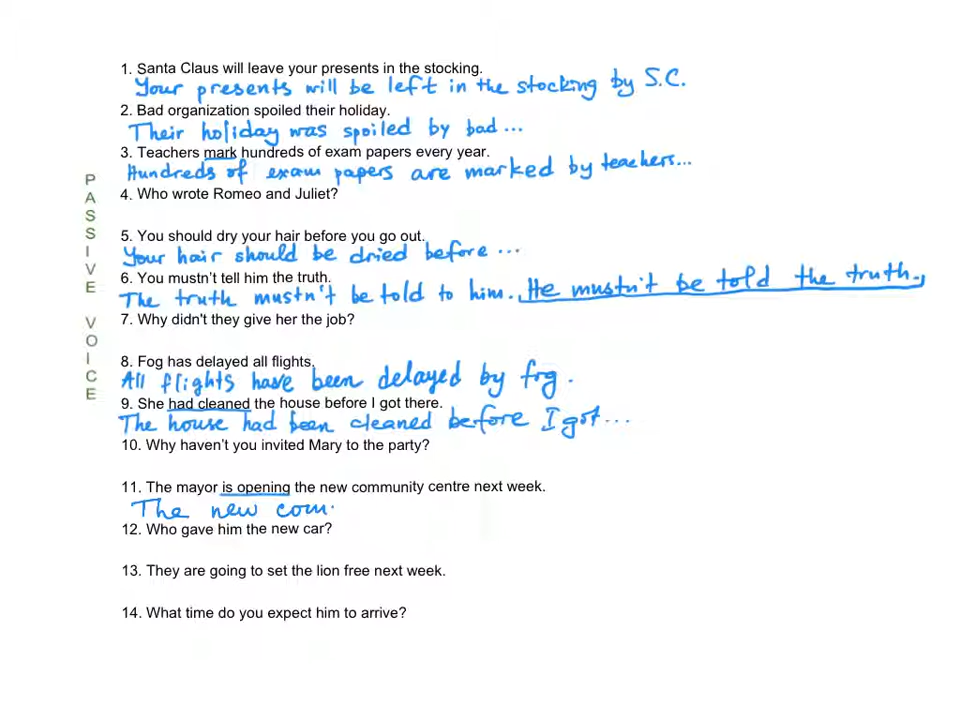 1. Santa Claus will leave your presents in the stocking.
Your presents will be left in the stocking by S.C.
2. Bad organization spoiled their holiday.
Their holiday was spoiled by bad...
3. Teachers mark hundreds of exam papers every year.
Hundreds of exam papers are marked by teachers...
4. Who wrote Romeo and Juliet?
5. You should dry your hair before you go out.
Your hair should be dried before ...
6. You mustn't tell him the truth.
The truth mustn't be told to him. He mustn't be told the truth.
7. Why didn't they give her the job?
8. Fog has delayed all flights.
All flights have been delayed by fog.
9. She had cleaned the house before I got there.
The house had been cleaned before I got...
10. Why haven't you invited Mary to the party?
11. The mayor is opening the new community centre next week.
The new com.
12. Who gave him the new car?
13. They are going to set the lion free next week.
14. What time do you expect him to arrive?
PASSIVE VOICE